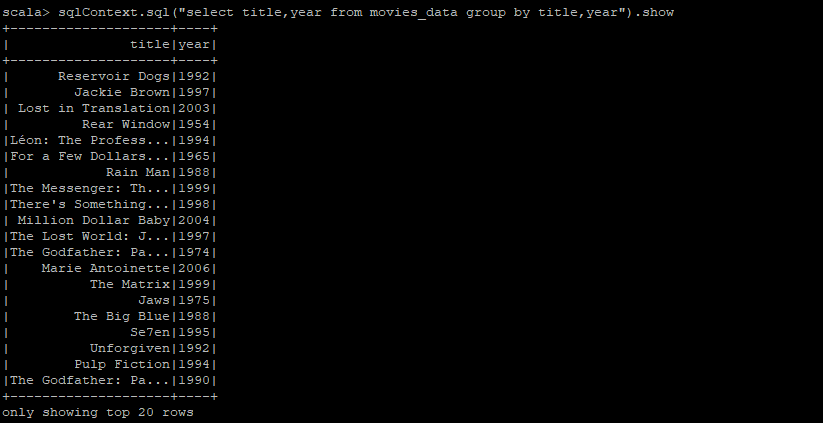 scala> sqlContext.sql("select title,year from movies_data group by title,year").show
+--------------------+----+
|               title|year|
+--------------------+----+
|      Reservoir Dogs|1992|
|        Jackie Brown|1997|
| Lost in Translation|2003|
|         Rear Window|1954|
|Léon: The Profess...|1994|
|For a Few Dollars...|1965|
|            Rain Man|1988|
|The Messenger: Th...|1999|
|There's Something...|1998|
| Million Dollar Baby|2004|
|The Lost World: J...|1997|
|The Godfather: Pa...|1974|
|    Marie Antoinette|2006|
|          The Matrix|1999|
|                Jaws|1975|
|        The Big Blue|1988|
|               Se7en|1995|
|          Unforgiven|1992|
|        Pulp Fiction|1994|
|The Godfather: Pa...|1990|
+--------------------+----+
only showing top 20 rows